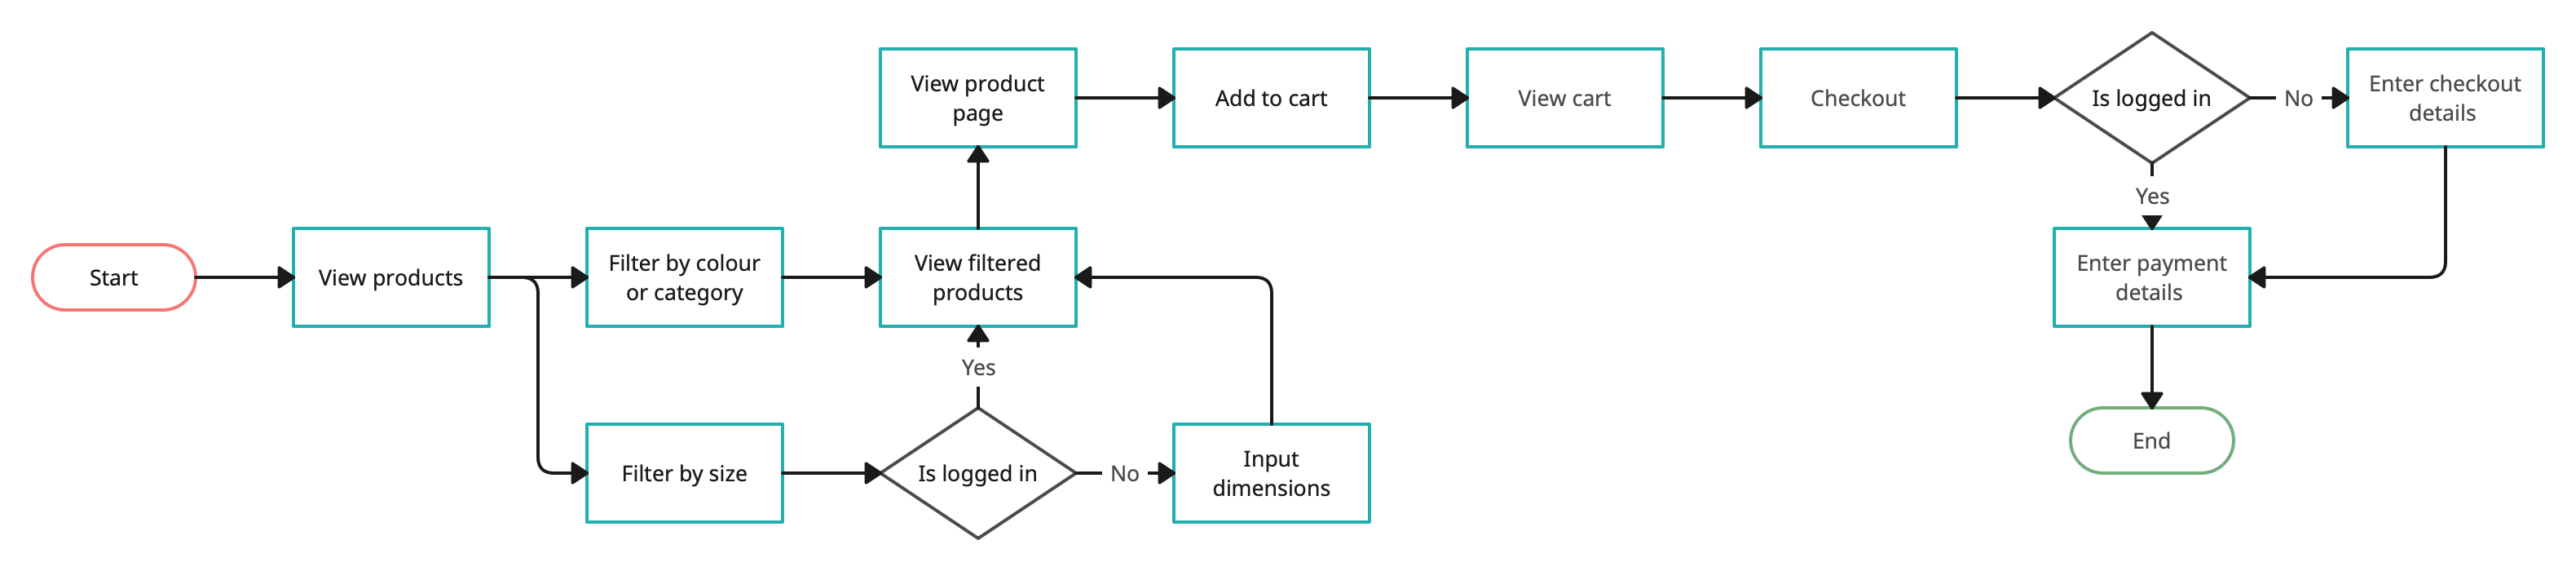 View product
page
Add to cart
View cart
Checkout
Is logged in
No
Enter checkout
details
Yes
Start
View products
Filter by colour
or category
View filtered
products
Enter payment
details
Yes
Filter by size
Is logged in
No
Input
dimensions
End